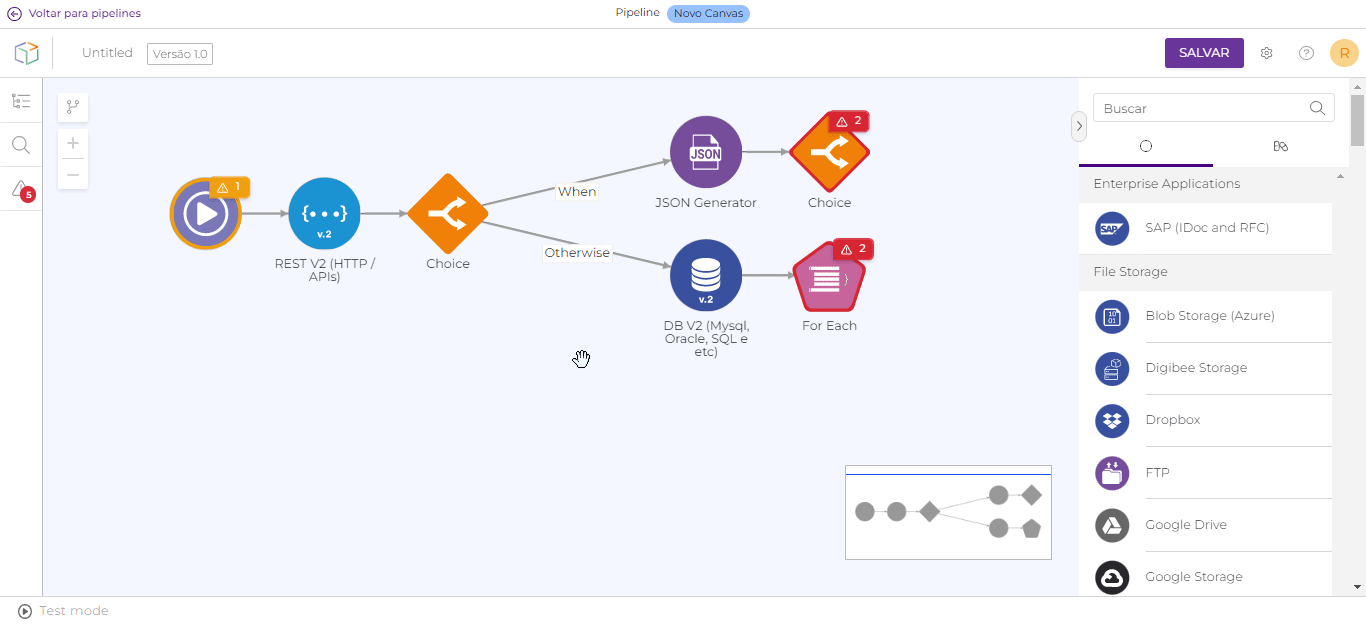 Voltar para pipelines
Pipeline Novo Canvas
Untitled Versão 1.0
SALVAR
R
Buscar
5
1
v.2
REST V2 (HTTP /
APIs)
Choice
When
Otherwise
JSON
JSON Generator
2
Choice
v.2
DB V2 (Mysql,
Oracle, SQL e
etc)
2
For Each
Enterprise Applications
SAP
SAP (IDoc and RFC)
File Storage
10
01
Blob Storage (Azure)
Digibee Storage
Dropbox
FTP
Google Drive
Google Storage
Test mode